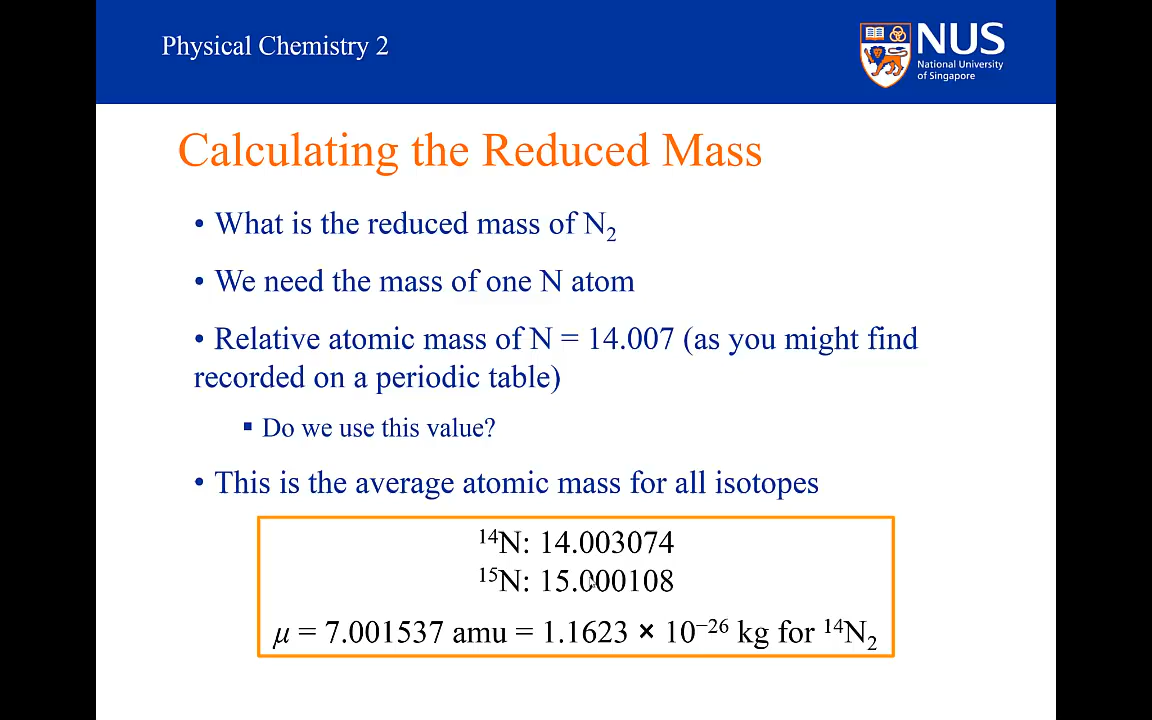 Physical Chemistry 2
NUS
National University
of Singapore
Calculating the Reduced Mass
• What is the reduced mass of N₂
• We need the mass of one N atom
• Relative atomic mass of N = 14.007 (as you might find
recorded on a periodic table)
▪ Do we use this value?
• This is the average atomic mass for all isotopes
¹⁴N: 14.003074
¹⁵N: 15.000108
μ = 7.001537 amu = 1.1623 × 10⁻²⁶ kg for ¹⁴N₂